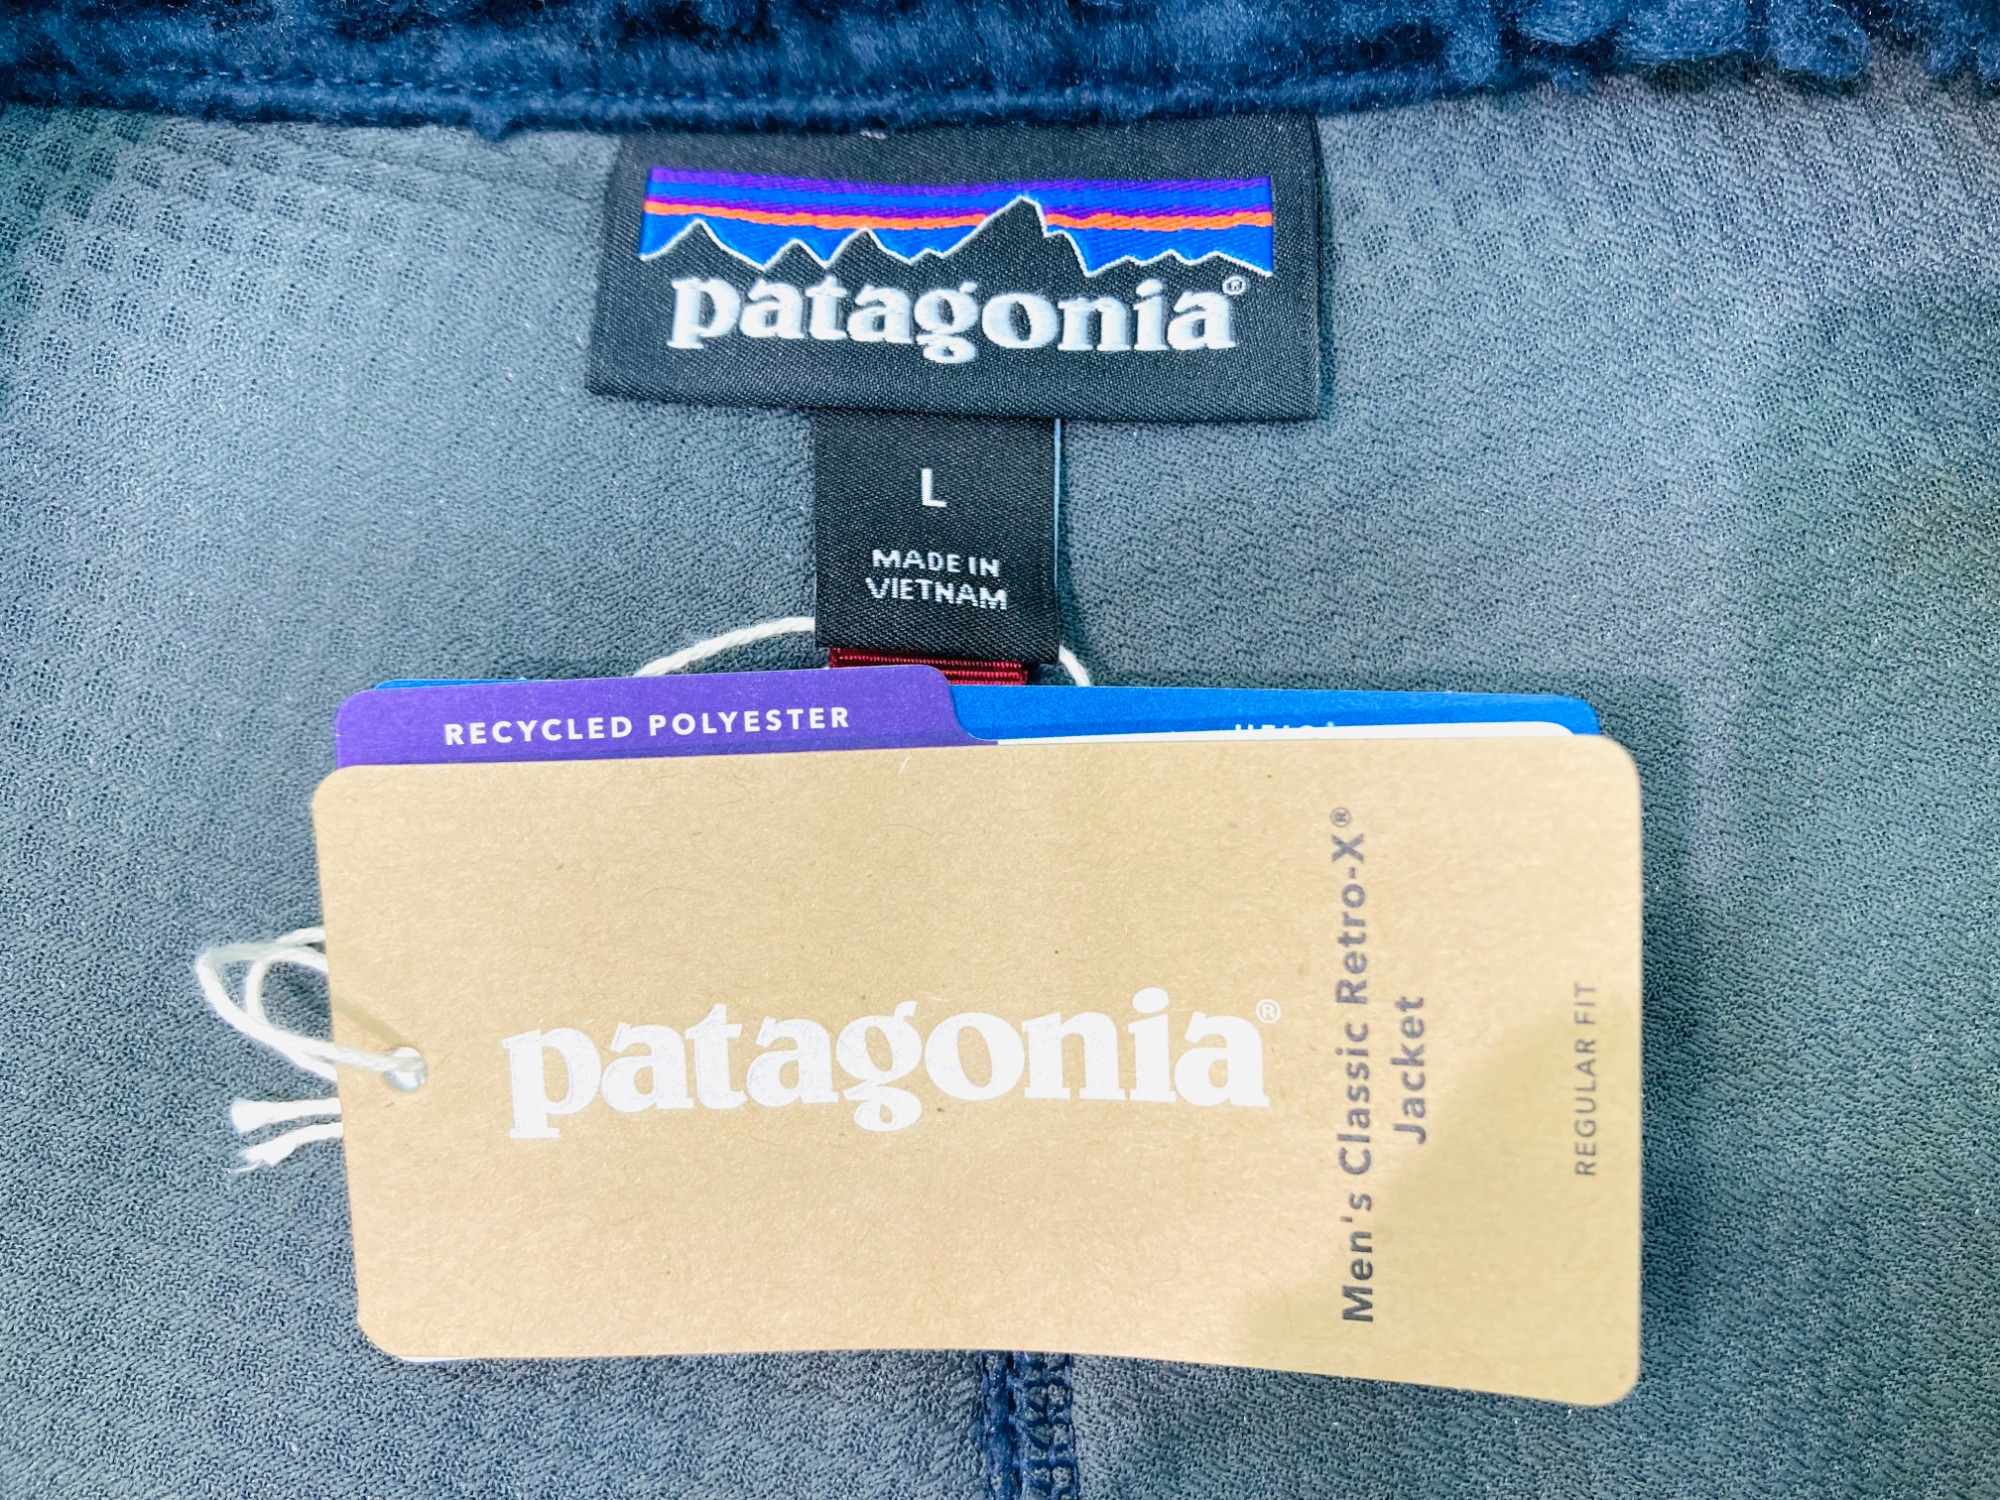 patagonia®
L
MADE IN
VIETNAM
RECYCLED POLYESTER
patagonia®
Men's Classic Retro-X®
Jacket
REGULAR FIT